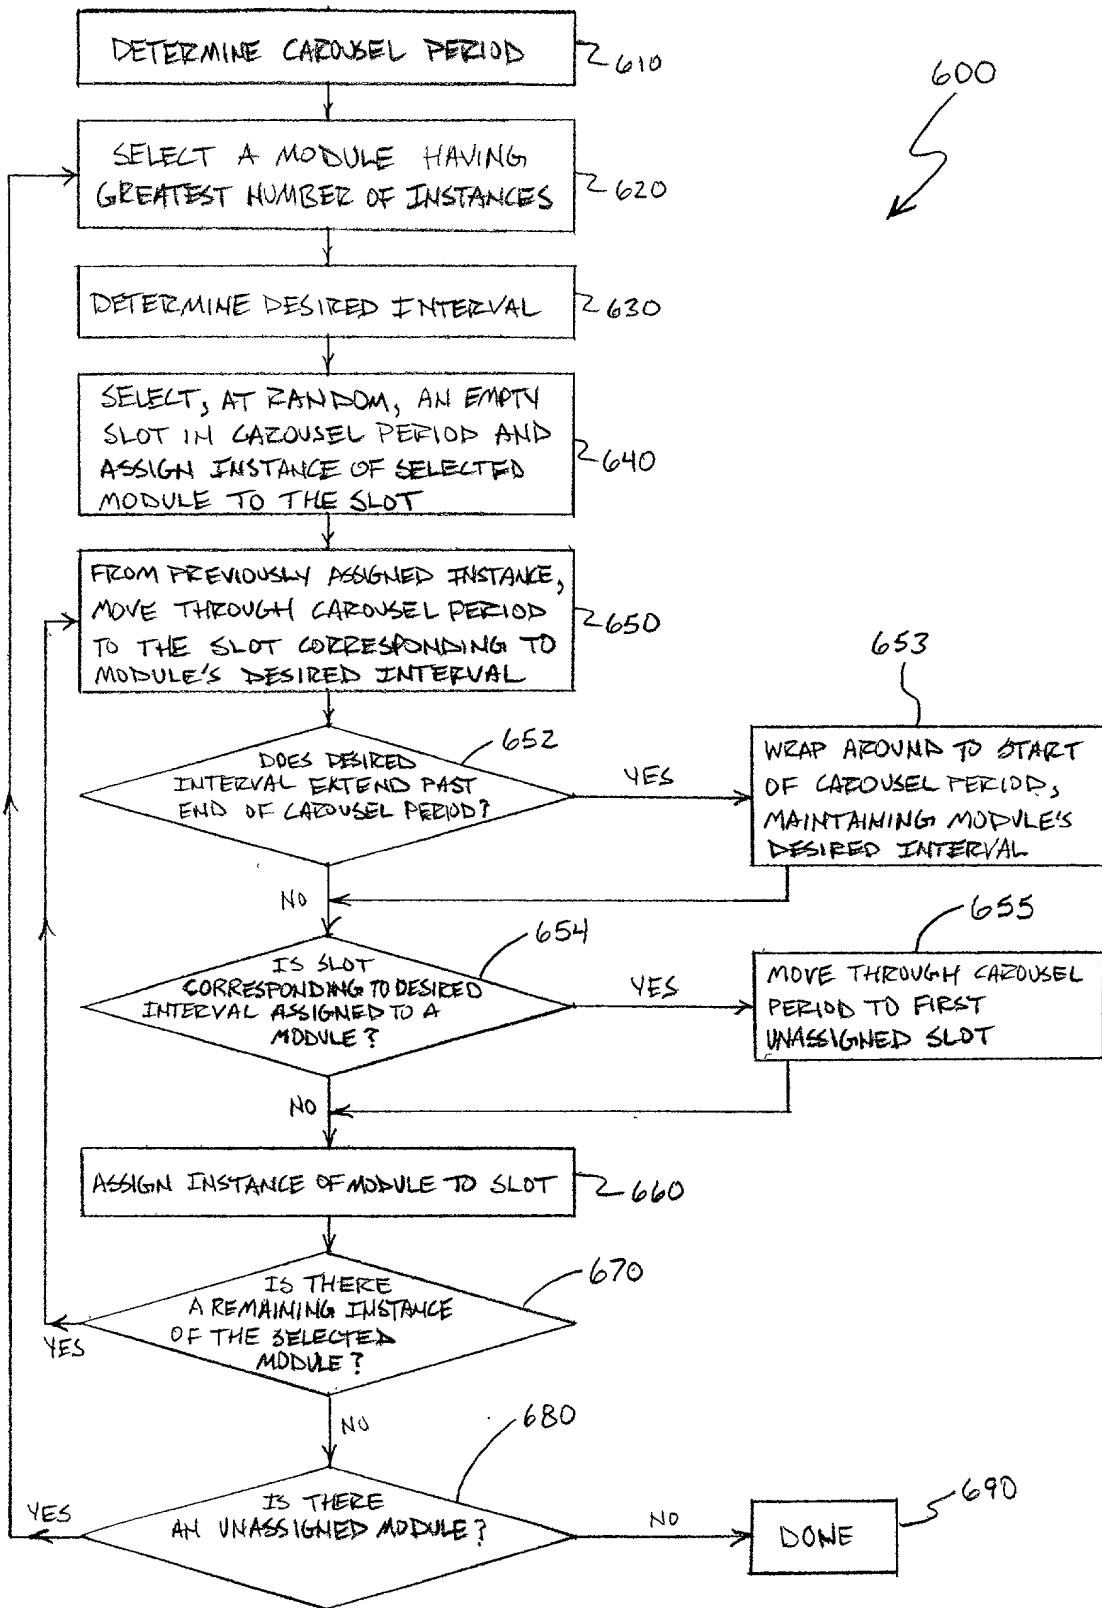 DETERMINE CAROUSEL PERIOD
610
600
SELECT A MODULE HAVING
GREATEST NUMBER OF INSTANCES
620
DETERMINE DESIRED INTERVAL
630
SELECT, AT RANDOM, AN EMPTY
SLOT IN CAROUSEL PERIOD AND
ASSIGN INSTANCE OF SELECTED
MODULE TO THE SLOT
640
FROM PREVIOUSLY ASSIGNED INSTANCE,
MOVE THROUGH CAROUSEL PERIOD
TO THE SLOT CORRESPONDING TO
MODULE'S DESIRED INTERVAL
650
DOES DESIRED
INTERVAL EXTEND PAST
END OF CAROUSEL PERIOD?
652
YES
653
WRAP AROUND TO START
OF CAROUSEL PERIOD,
MAINTAINING MODULE'S
DESIRED INTERVAL
NO
IS SLOT
CORRESPONDING TO DESIRED
INTERVAL ASSIGNED TO A
MODULE?
654
YES
655
MOVE THROUGH CAROUSEL
PERIOD TO FIRST
UNASSIGNED SLOT
NO
ASSIGN INSTANCE OF MODULE TO SLOT
660
IS THERE
A REMAINING INSTANCE
OF THE SELECTED
MODULE?
670
YES
NO
IS THERE
AN UNASSIGNED MODULE?
680
YES
NO
DONE
690